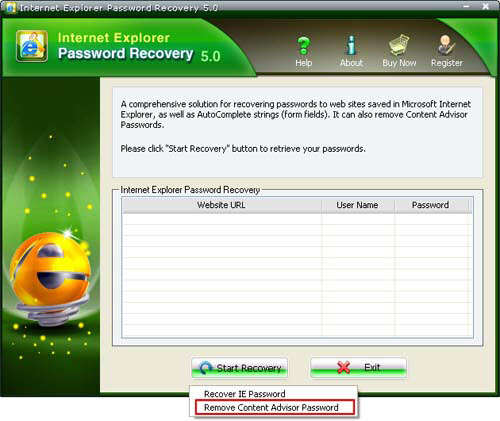 Internet Explorer Password Recovery 5.0
Internet Explorer
Password Recovery 5.0
Help
About
Buy Now
Register
A comprehensive solution for recovering passwords to web sites saved in Microsoft Internet
Explorer, as well as AutoComplete strings (form fields). It can also remove Content Advisor
Passwords.
Please click "Start Recovery" button to retrieve your passwords.
Internet Explorer Password Recovery
Website URL
User Name
Password
Start Recovery
Exit
Recover IE Password
Remove Content Advisor Password